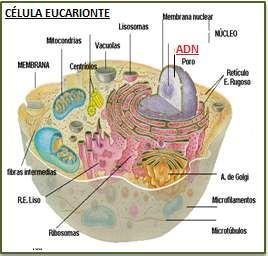 CÉLULA EUCARIONTE
Membrana nuclear
Lisosomas
NÚCLEO
Mitocondrias
Vacuolas
ADN
Poro
MEMBRANA
Centríolos
Retículo
E. Rugoso
fibras intermedias
A. de Golgi
R.E. Liso
Microfilamentos
Ribosomas
Microtúbulos